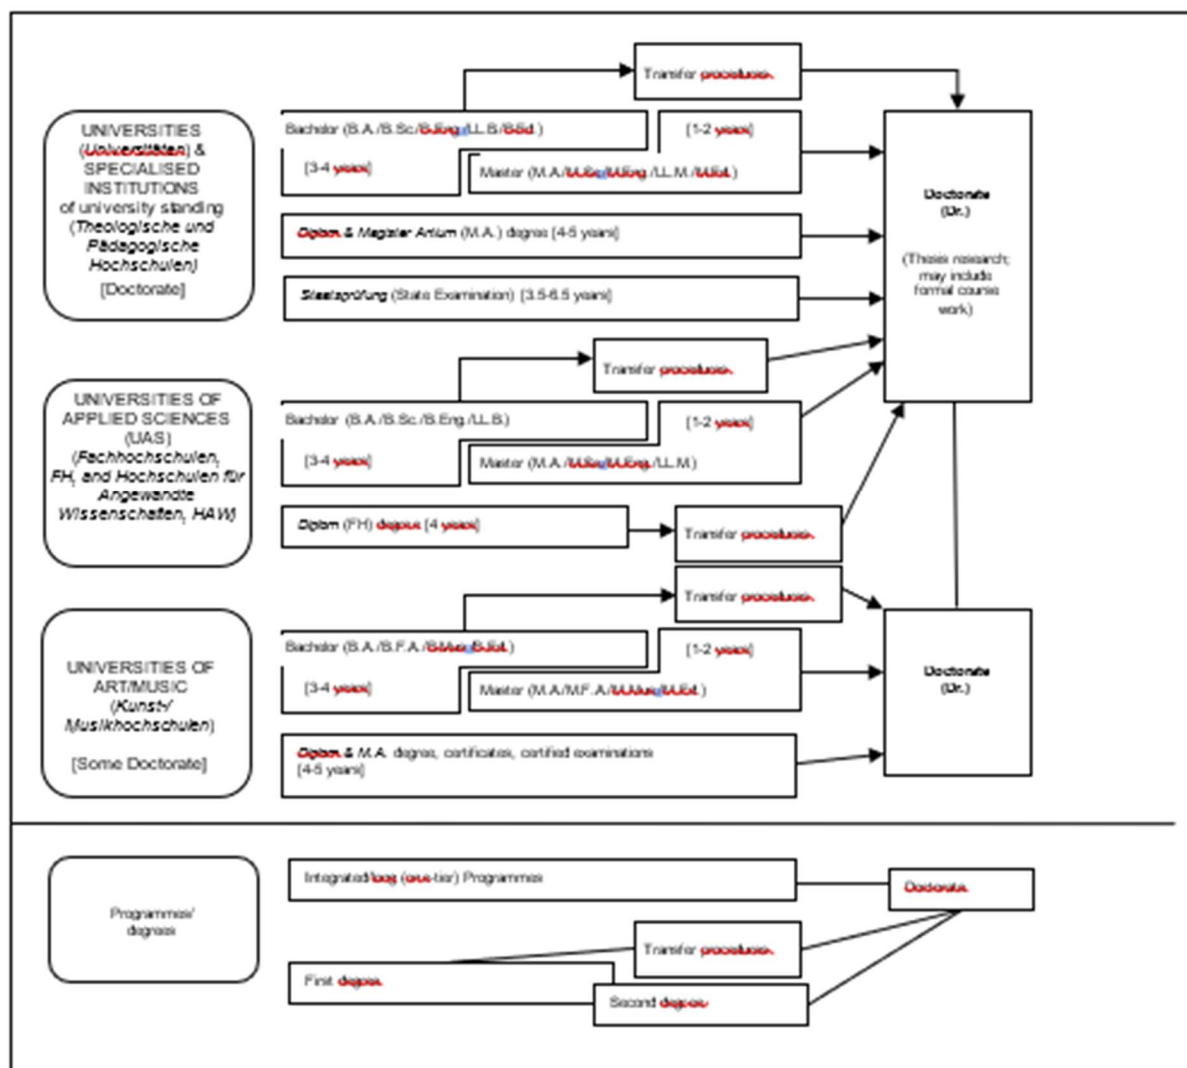 Transfer procedures
UNIVERSITIES
(Universitäten) &
SPECIALISED
INSTITUTIONS
of university standing
(Theologische und
Pädagogische
Hochschulen)
[Doctorate]
Bachelor (B.A./B.Sc./B.Eng./LL.B./B.Ed.)
[3-4 years]
[1-2 years]
Master (M.A./M.Sc./M.Eng./LL.M./M.Ed.)
Diplom & Magister Artium (M.A.) degree [4-5 years]
Staatsprüfung (State Examination) [3.5-6.5 years]
Doctorate
(Dr.)
(Thesis research;
may include
formal course
work)
Transfer procedures
UNIVERSITIES OF
APPLIED SCIENCES
(UAS)
(Fachhochschulen,
FH, and Hochschulen für
Angewandte
Wissenschaften, HAW)
Bachelor (B.A./B.Sc./B.Eng./LL.B.)
[3-4 years]
[1-2 years]
Master (M.A./M.Sc./M.Eng./LL.M.)
Diplom (FH) degree [4 years]
Transfer procedures
Transfer procedures
UNIVERSITIES OF
ART/MUSIC
(Kunst-/
Musikhochschulen)
[Some Doctorate]
Bachelor (B.A./B.F.A./B.Mus./B.Ed.)
[3-4 years]
[1-2 years]
Master (M.A./M.F.A./M.Mus./M.Ed.)
Diplom & M.A. degree, certificates, certified examinations
[4-5 years]
Doctorate
(Dr.)
Programmes/
degrees
Integrated/long (one-tier) Programmes
Doctorate
Transfer procedures
First degree
Second degree